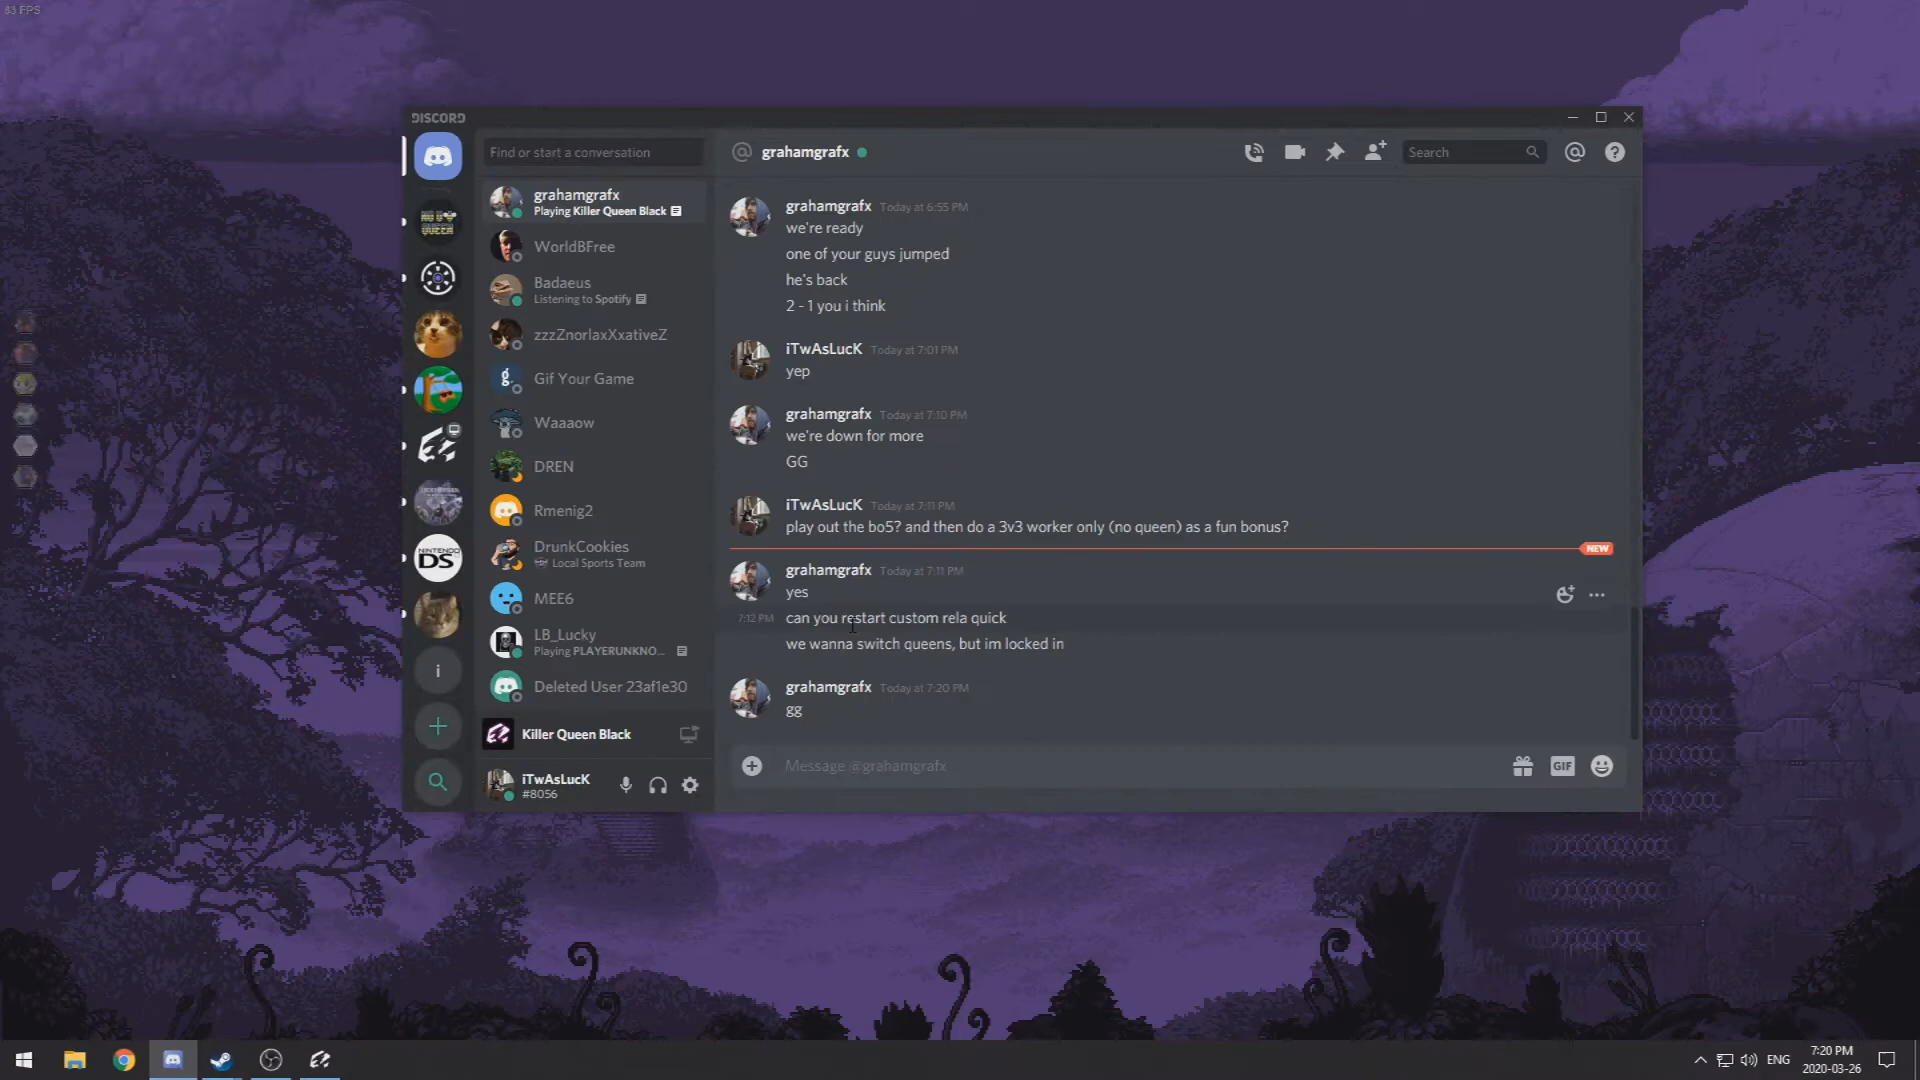 83 FPS
DISCORD
Find or start a conversation
@ grahamgrafx
Search
grahamgrafx
Playing Killer Queen Black
WorldBFree
Badaeus
Listening to Spotify
zzzZnorlaxXxativeZ
g.
Gif Your Game
Waaaow
DREN
Rmenig2
DrunkCookies
Local Sports Team
MEE6
LB_Lucky
Playing PLAYERUNKNO...
Deleted User 23af1e30
NINTENDO
DS
i
Killer Queen Black
iTwAsLucK
#8056
grahamgrafx Today at 6:55 PM
we're ready
one of your guys jumped
he's back
2 - 1 you i think
iTwAsLucK Today at 7:01 PM
yep
grahamgrafx Today at 7:10 PM
we're down for more
GG
iTwAsLucK Today at 7:11 PM
play out the bo5? and then do a 3v3 worker only (no queen) as a fun bonus?
NEW
grahamgrafx Today at 7:11 PM
yes
7:12 PM can you restart custom rela quick
we wanna switch queens, but im locked in
grahamgrafx Today at 7:20 PM
gg
Message @grahamgrafx
GIF
ENG
7:20 PM
2020-03-26